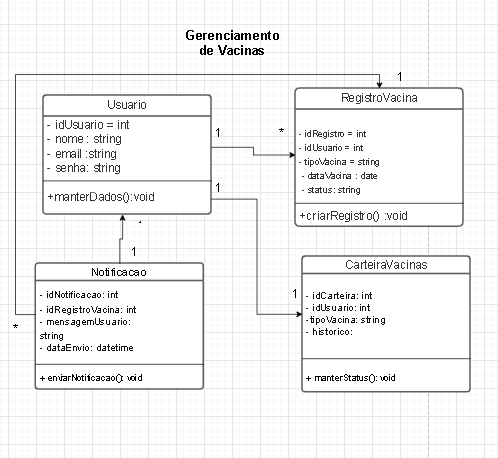 Gerenciamento
de Vacinas
1
Usuario
- idUsuario = int
- nome : string
- email :string
- senha: string
+manterDados():void
1
*
1
RegistroVacina
- idRegistro = int
- idUsuario = int
- tipoVacina = string
- dataVacina : date
- status: string
+criarRegistro() :void
1
Notificacao
- idNotificacao: int
- idRegistroVacina: int
- mensagemUsuario:
string
- dataEnvio: datetime
+ enviarNotificacao(): void
*
1
CarteiraVacinas
- idCarteira: int
- idUsuario: int
-tipoVacina: string
- historico:
+ manterStatus(): void